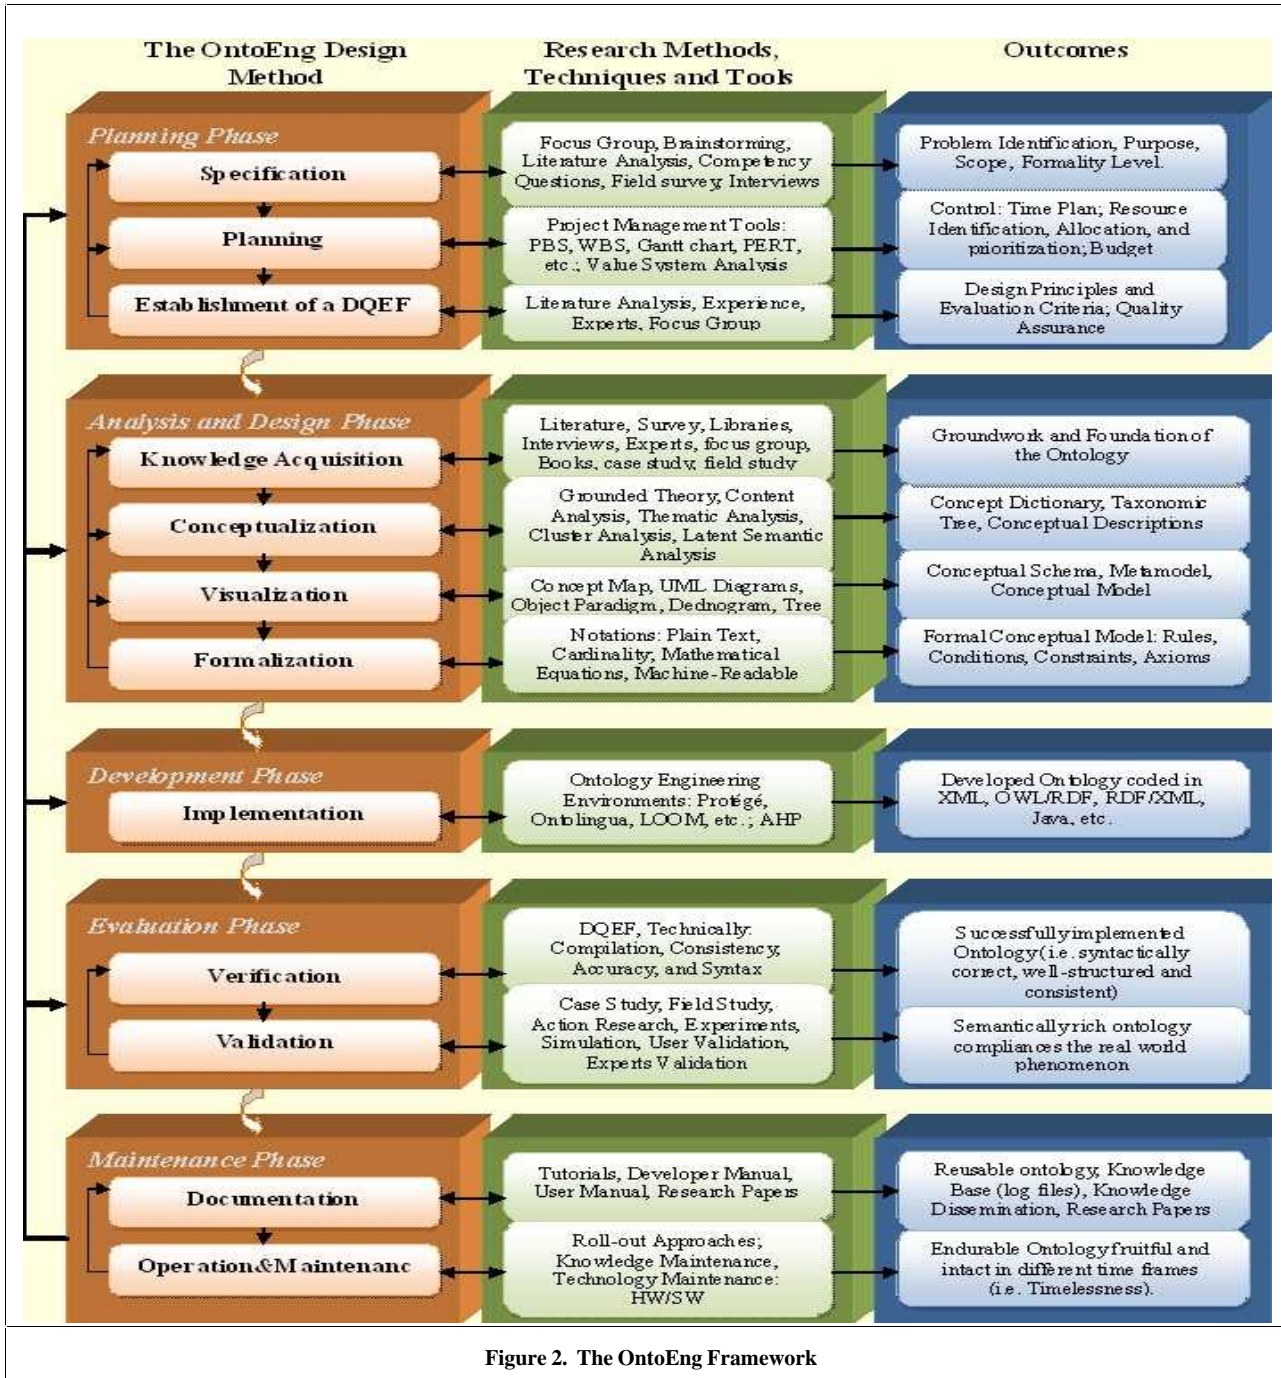 The OntoEng Design
Method
Research Methods,
Techniques and Tools
Outcomes
Planning Phase
Specification
Focus Group, Brainstorming,
Literature Analysis, Competency
Questions, Field survey, Interviews
Problem Identification, Purpose,
Scope, Formality Level.
Planning
Project Management Tools:
PBS, WBS, Gantt chart, PERT,
etc.; Value System Analysis
Control: Time Plan; Resource
Identification, Allocation, and
prioritization; Budget
Establishment of a DQEF
Literature Analysis, Experience,
Experts, Focus Group
Design Principles and
Evaluation Criteria; Quality
Assurance
Analysis and Design Phase
Knowledge Acquisition
Literature, Survey, Libraries,
Interviews, Experts, focus group,
Books, case study, field study
Groundwork and Foundation of
the Ontology
Conceptualization
Grounded Theory, Content
Analysis, Thematic Analysis,
Cluster Analysis, Latent Semantic
Analysis
Concept Dictionary, Taxonomic
Tree, Conceptual Descriptions
Visualization
Concept Map, UML Diagrams,
Object Paradigm, Dednogram, Tree
Conceptual Schema, Metamodel,
Conceptual Model
Formalization
Notations: Plain Text,
Cardinality; Mathematical
Equations, Machine-Readable
Formal Conceptual Model: Rules,
Conditions, Constraints, Axioms
Development Phase
Implementation
Ontology Engineering
Environments: Protégé,
Ontolingua, LOOM, etc.; AHP
Developed Ontology coded in
XML, OWL/RDF, RDF/XML,
Java, etc.
Evaluation Phase
Verification
DQEF, Technically:
Compilation, Consistency,
Accuracy, and Syntax
Successfully implemented
Ontology (i.e. syntactically
correct, well-structured and
consistent)
Validation
Case Study, Field Study,
Action Research, Experiments,
Simulation, User Validation,
Experts Validation
Semantically rich ontology
compliances the real world
phenomenon
Maintenance Phase
Documentation
Tutorials, Developer Manual,
User Manual, Research Papers
Reusable ontology, Knowledge
Base (log files), Knowledge
Dissemination, Research Papers
Operation&Maintenanc
Roll-out Approaches;
Knowledge Maintenance,
Technology Maintenance:
HW/SW
Endurable Ontology fruitful and
intact in different time frames
(i.e. Timelessness).
Figure 2. The OntoEng Framework